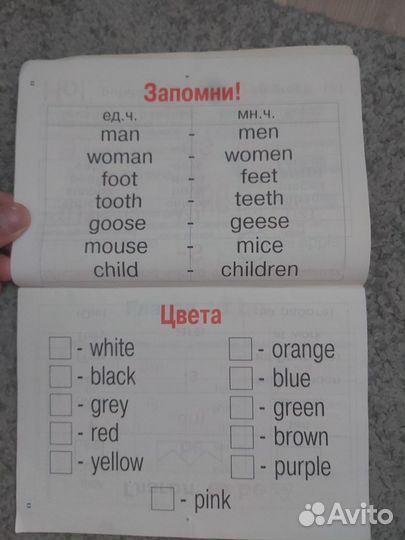 Запомни!
ед.ч. мн.ч.
man - men
woman - women
foot - feet
tooth - teeth
goose - geese
mouse - mice
child - children
Цвета
- white - orange
- black - blue
- grey - green
- red - brown
- yellow - purple
- pink
Avito